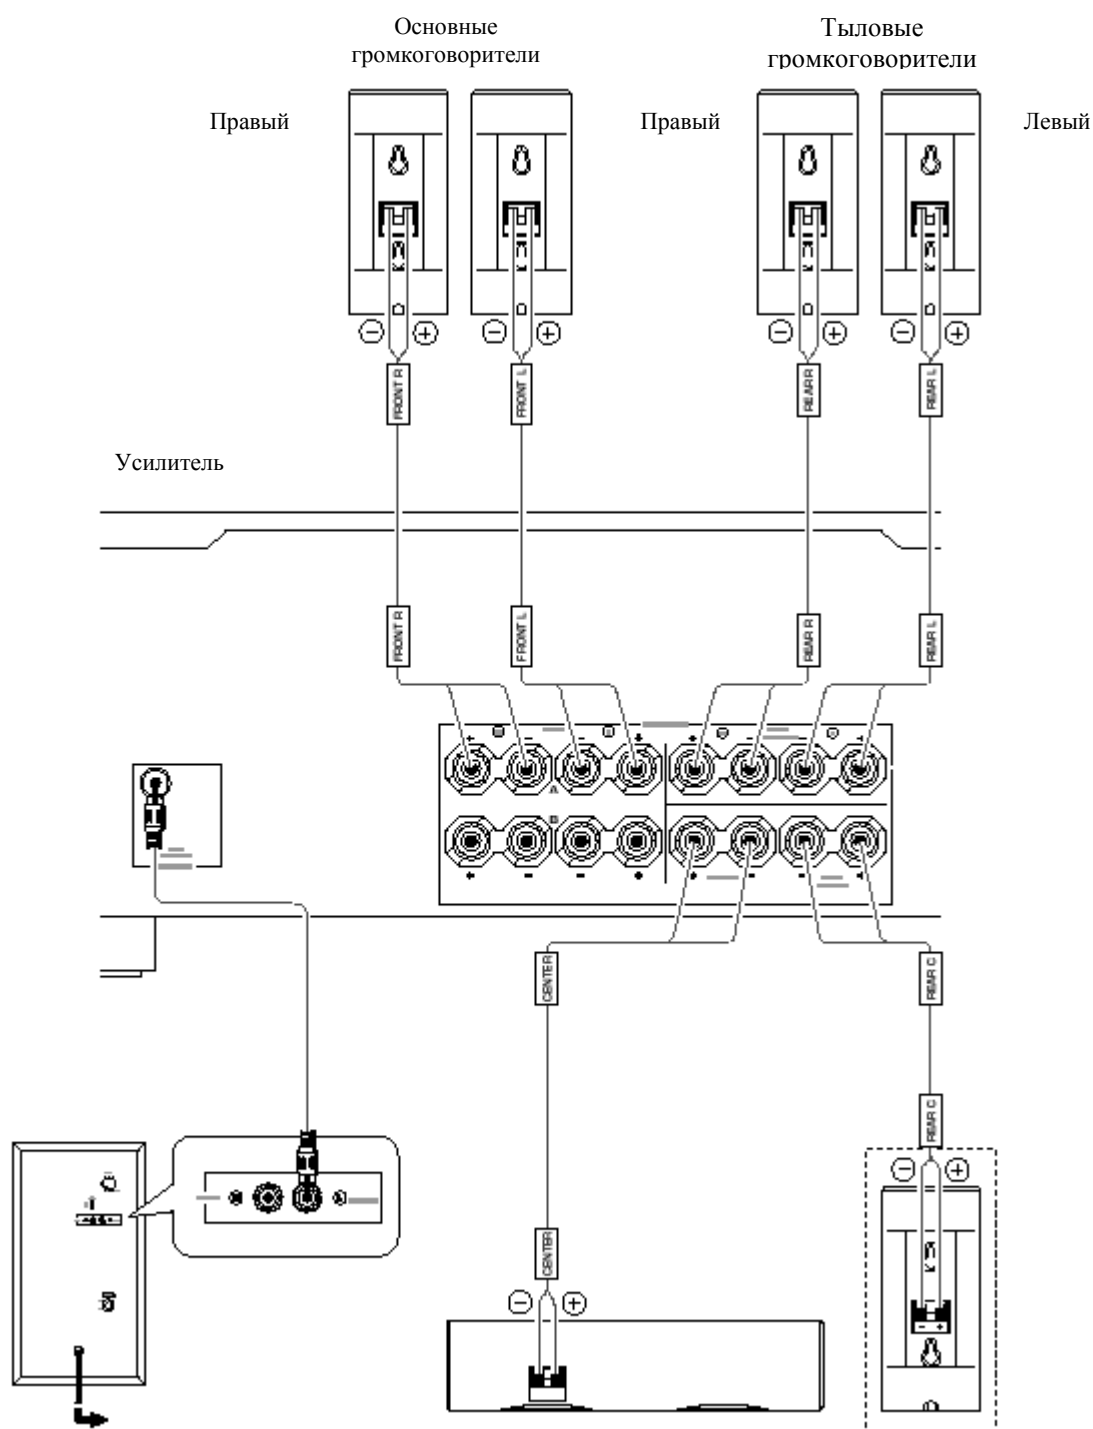 Основные
громкоговорители
Тыловые
громкоговорители
Правый
Правый
Левый
FRONT R
FRONT L
REAR R
REAR L
Усилитель
FRONT R
FRONT L
REAR R
REAR L
A
B
CENTER
REAR C
REAR C
CENTER